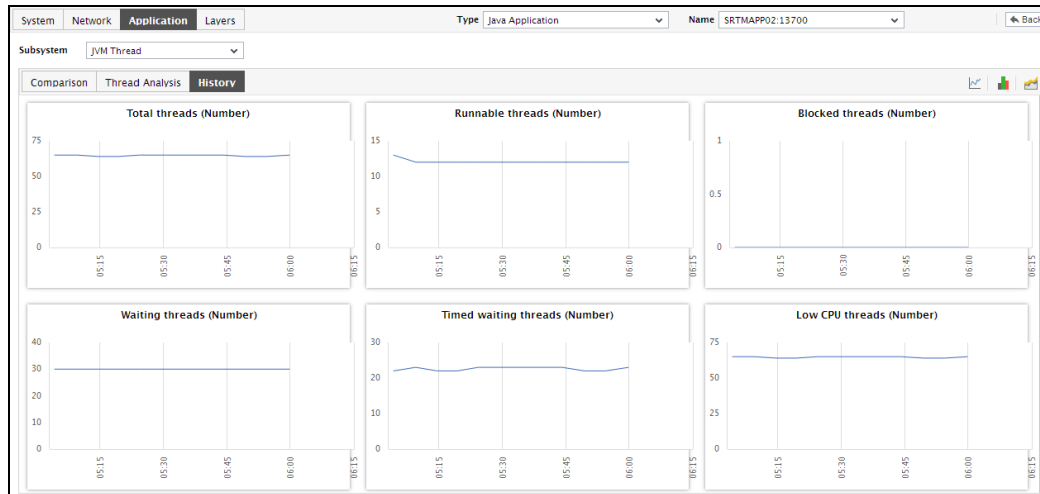 System Network Application Layers Type Java Application Name SRTMAPP02:13700 Back
Subsystem JVM Thread
Comparison Thread Analysis History
Total threads (Number)
75
50
25
0
05:15 05:30 05:45 06:00 06:15
Runnable threads (Number)
15
10
5
0
05:15 05:30 05:45 06:00 06:15
Blocked threads (Number)
1
0.5
0
05:15 05:30 05:45 06:00 06:15
Waiting threads (Number)
40
30
20
10
0
05:15 05:30 05:45 06:00 06:15
Timed waiting threads (Number)
30
20
10
0
05:15 05:30 05:45 06:00 06:15
Low CPU threads (Number)
75
50
25
0
05:15 05:30 05:45 06:00 06:15